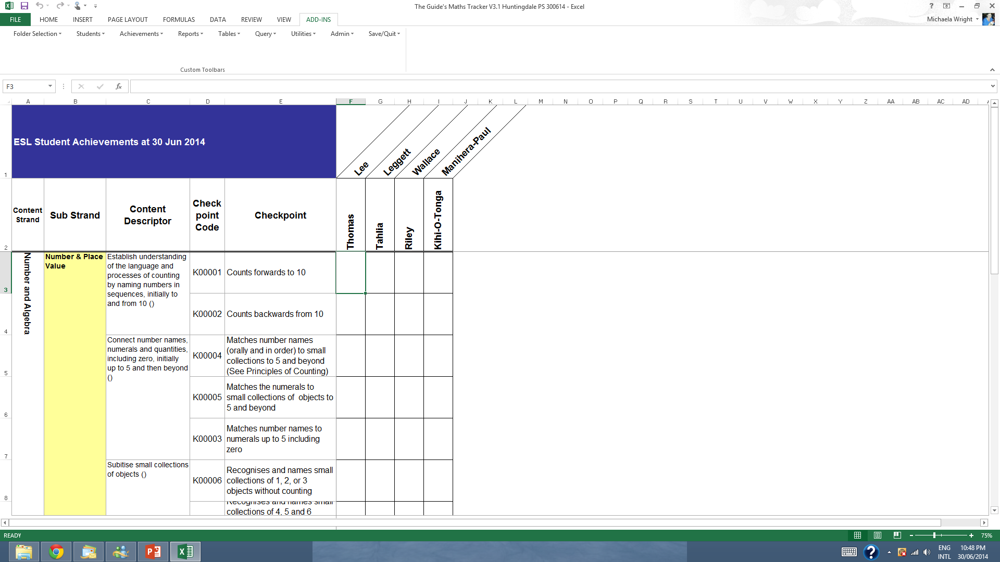 The Guide's Maths Tracker V3.1 Huntingdale PS 300614 - Excel
FILE HOME INSERT PAGE LAYOUT FORMULAS DATA REVIEW VIEW ADD-INS
Michaela Wright
Folder Selection Students Achievements Reports Tables Query Utilities Admin Save/Quit
Custom Toolbars
F3
fx
A B C D E F G H I J K L M N O P Q R S T U V W X Y Z AA AB AC AD
1
ESL Student Achievements at 30 Jun 2014
Lee
Leggett
Wallace
Manihera-Paul
2
Content
Strand
Sub Strand
Content
Descriptor
Check
point
Code
Checkpoint
Thomas
Tahlia
Riley
Kihi-O-Tonga
Number and Algebra
Number & Place
Value
Establish understanding
of the language and
processes of counting
by naming numbers in
sequences, initially to
and from 10 ()
3
K00001
Counts forwards to 10
4
K00002
Counts backwards from 10
Connect number names,
numerals and quantities,
including zero, initially
up to 5 and then beyond
()
5
K00004
Matches number names
(orally and in order) to small
collections to 5 and beyond
(See Principles of Counting)
6
K00005
Matches the numerals to
small collections of  objects to
5 and beyond
7
K00003
Matches number names to
numerals up to 5 including
zero
Subitise small collections
of objects ()
8
K00006
Recognises and names small
collections of 1, 2, or 3
objects without counting
Recognises and names small
collections of 4, 5 and 6
READY
75%
ENG
INTL
10:48 PM
30/06/2014